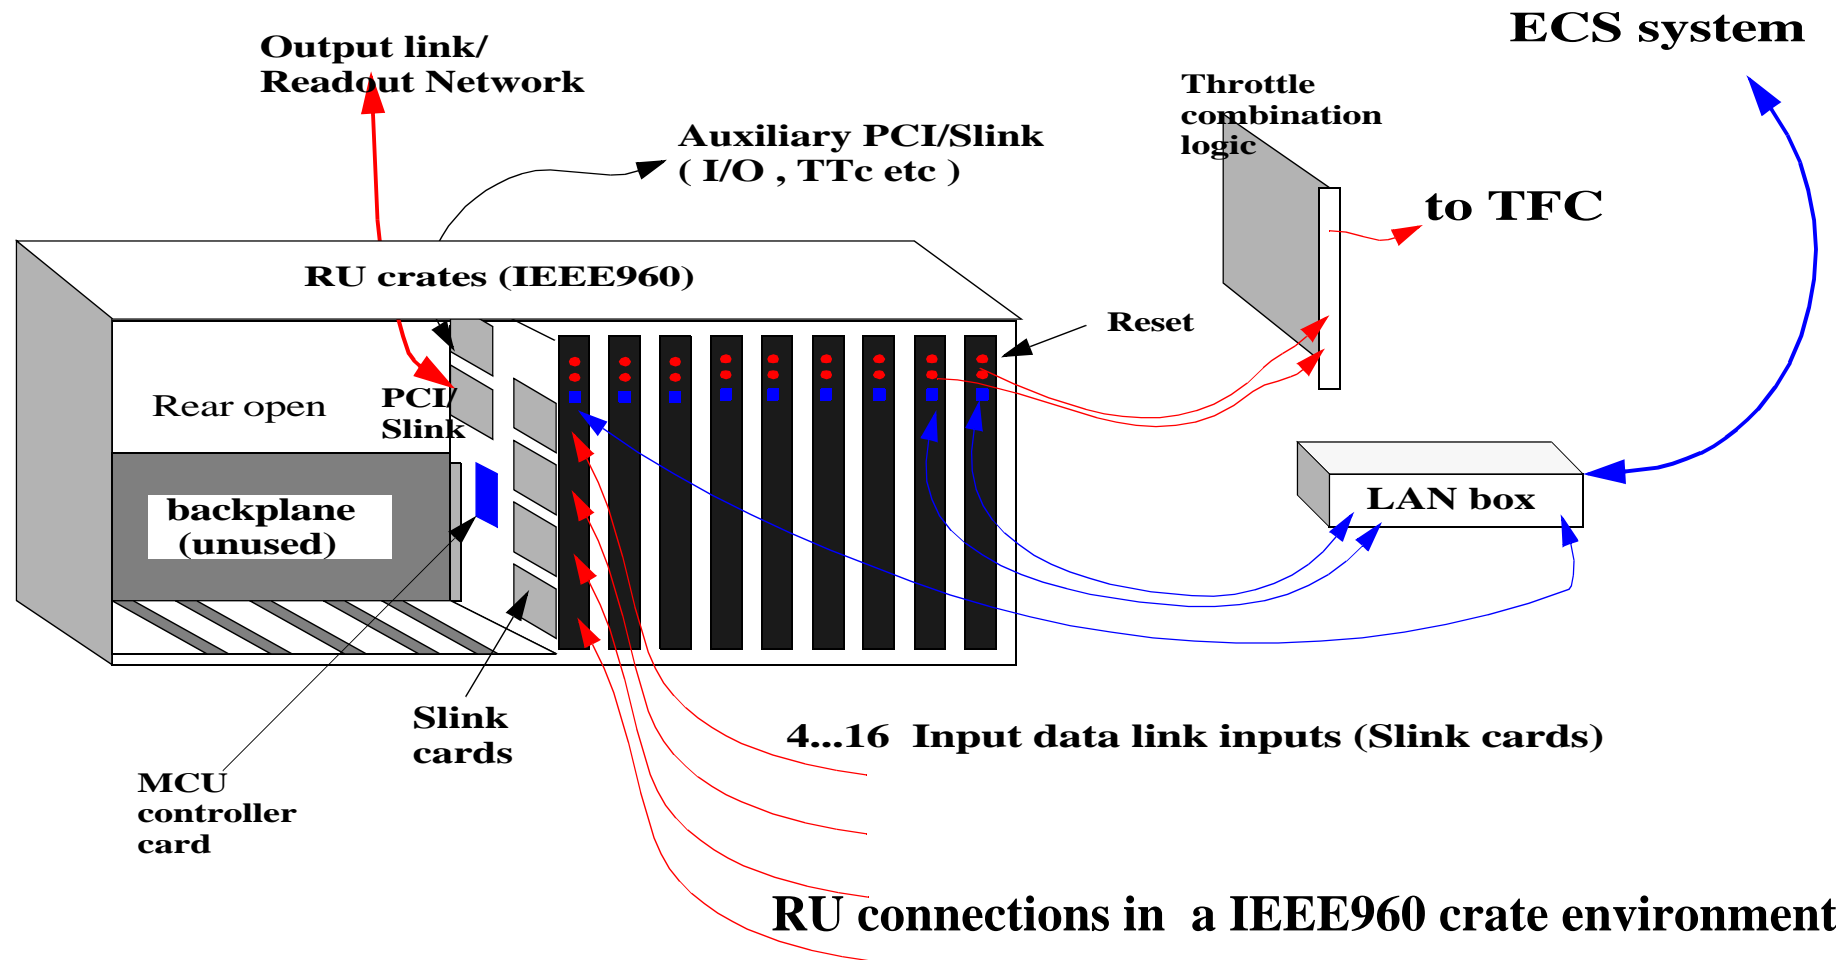 ECS system
Output link/
Readout Network
Throttle
combination
logic
Auxiliary PCI/Slink
( I/O , TTc etc )
to TFC
RU crates (IEEE960)
Reset
Rear open
PCI/
Slink
backplane
(unused)
LAN box
Slink
cards
4...16 Input data link inputs (Slink cards)
MCU
controller
card
RU connections in a IEEE960 crate environment